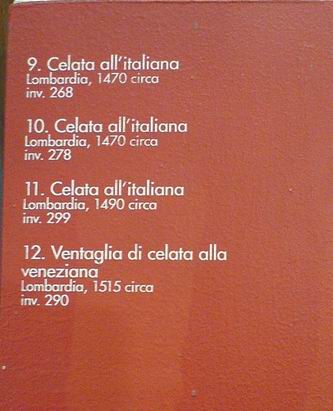 9. Celata all'italiana
Lombardia, 1470 circa
inv. 268
10. Celata all'italiana
Lombardia, 1470 circa
inv. 278
11. Celata all'italiana
Lombardia, 1490 circa
inv. 299
12. Ventaglia di celata alla
veneziana
Lombardia, 1515 circa
inv. 290